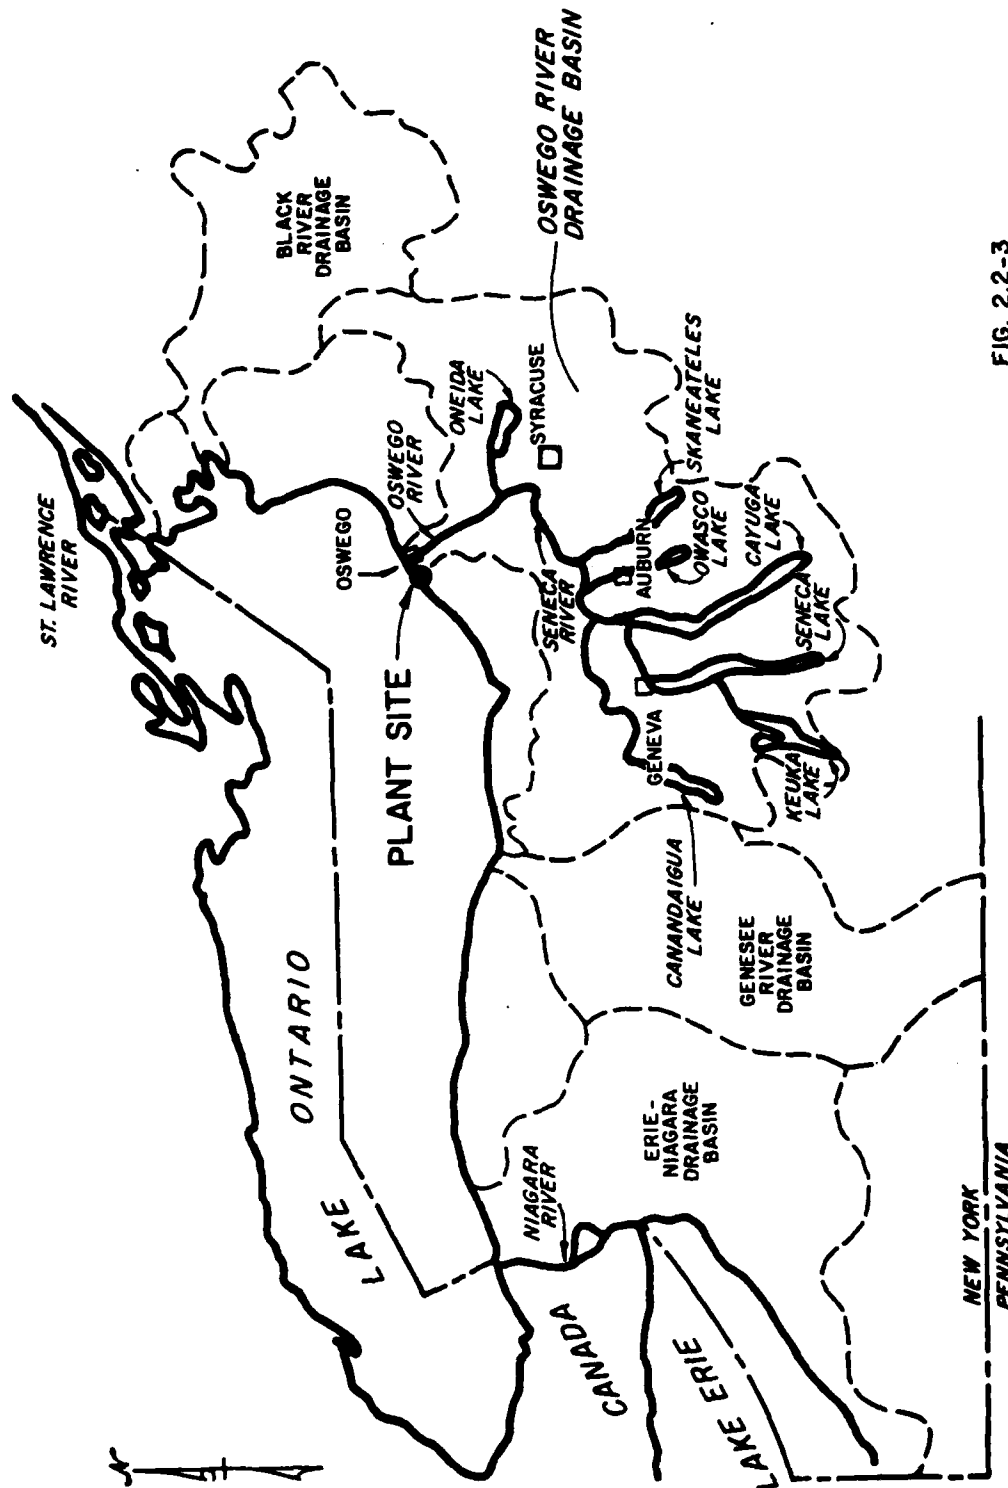 ST. LAWRENCE
RIVER
BLACK
RIVER
DRAINAGE
BASIN
OSWEGO RIVER
DRAINAGE BASIN
OSWEGO
OSWEGO
RIVER
ONEIDA
LAKE
SYRACUSE
PLANT SITE
LAKE ONTARIO
SENECA
RIVER
AUBURN
SKANEATELES
LAKE
OWASCO
LAKE
CAYUGA
LAKE
SENECA
LAKE
GENEVA
KEUKA
LAKE
CANANDAIGUA
LAKE
GENESEE
RIVER
DRAINAGE
BASIN
ERIE-
NIAGARA
DRAINAGE
BASIN
NIAGARA
RIVER
CANADA
LAKE ERIE
NEW YORK
PENNSYLVANIA
N
FIG. 2.2-3